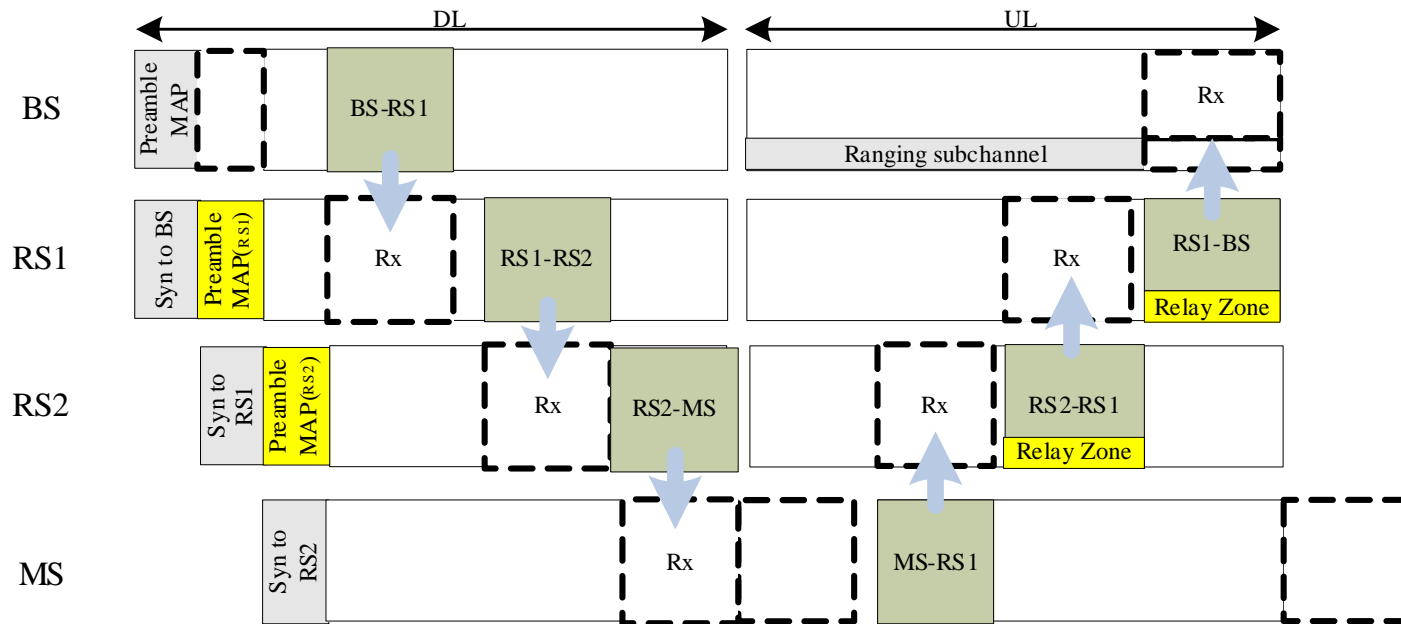 DL
UL
BS
Preamble
MAP
BS-RS1
Rx
Ranging subchannel
RS1
Syn to BS
Preamble
MAP(RS1)
Rx
RS1-RS2
Rx
RS1-BS
Relay Zone
RS2
Syn to
RS1
Preamble
MAP(RS2)
Rx
RS2-MS
Rx
RS2-RS1
Relay Zone
MS
Syn to
RS2
Rx
MS-RS1